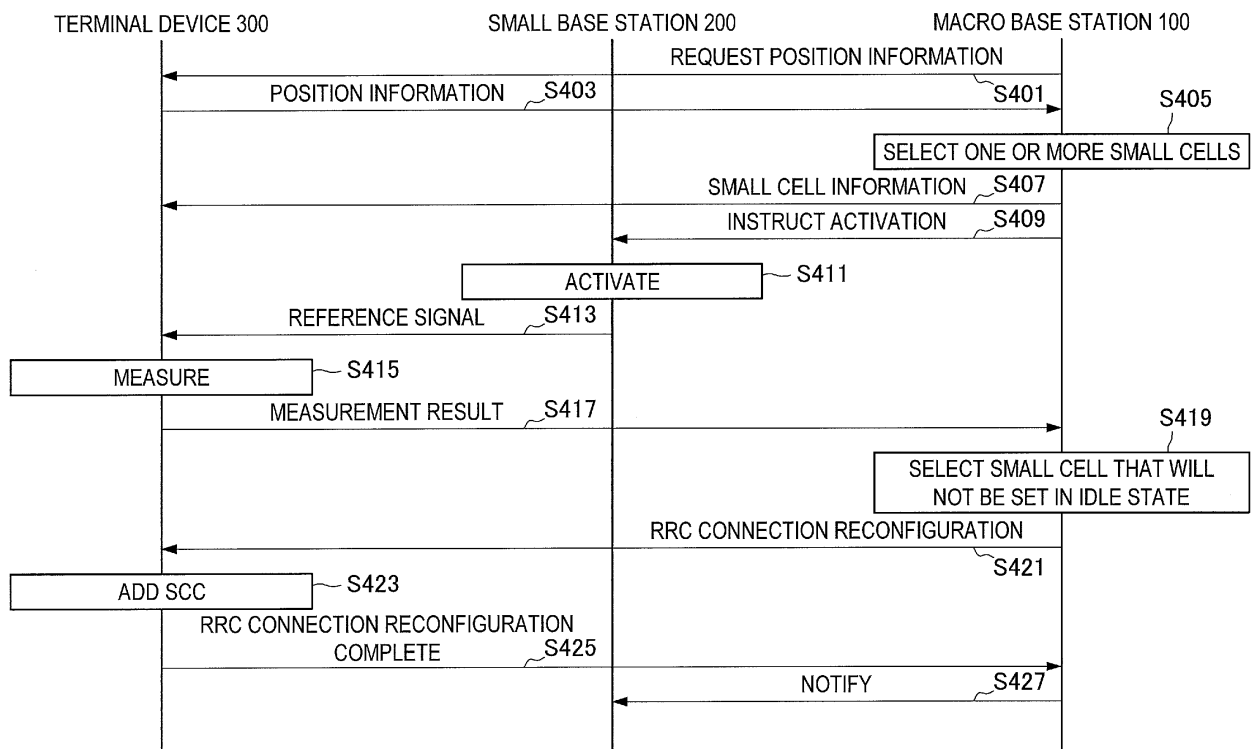 TERMINAL DEVICE 300
SMALL BASE STATION 200
MACRO BASE STATION 100
REQUEST POSITION INFORMATION
S401
POSITION INFORMATION
S403
S405
SELECT ONE OR MORE SMALL CELLS
SMALL CELL INFORMATION
S407
INSTRUCT ACTIVATION
S409
ACTIVATE
S411
REFERENCE SIGNAL
S413
MEASURE
S415
MEASUREMENT RESULT
S417
S419
SELECT SMALL CELL THAT WILL
NOT BE SET IN IDLE STATE
RRC CONNECTION RECONFIGURATION
S421
ADD SCC
S423
RRC CONNECTION RECONFIGURATION
COMPLETE
S425
NOTIFY
S427